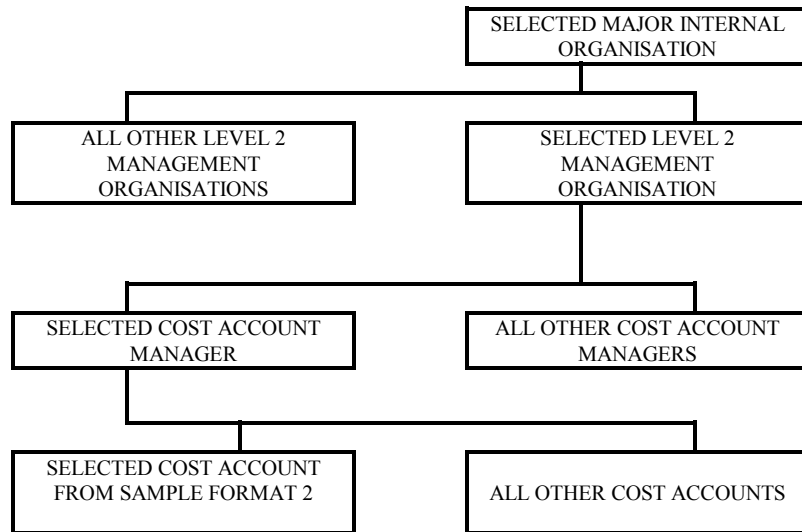 SELECTED MAJOR INTERNAL
ORGANISATION
ALL OTHER LEVEL 2
MANAGEMENT
ORGANISATIONS
SELECTED LEVEL 2
MANAGEMENT
ORGANISATION
SELECTED COST ACCOUNT
MANAGER
ALL OTHER COST ACCOUNT
MANAGERS
SELECTED COST ACCOUNT
FROM SAMPLE FORMAT 2
ALL OTHER COST ACCOUNTS